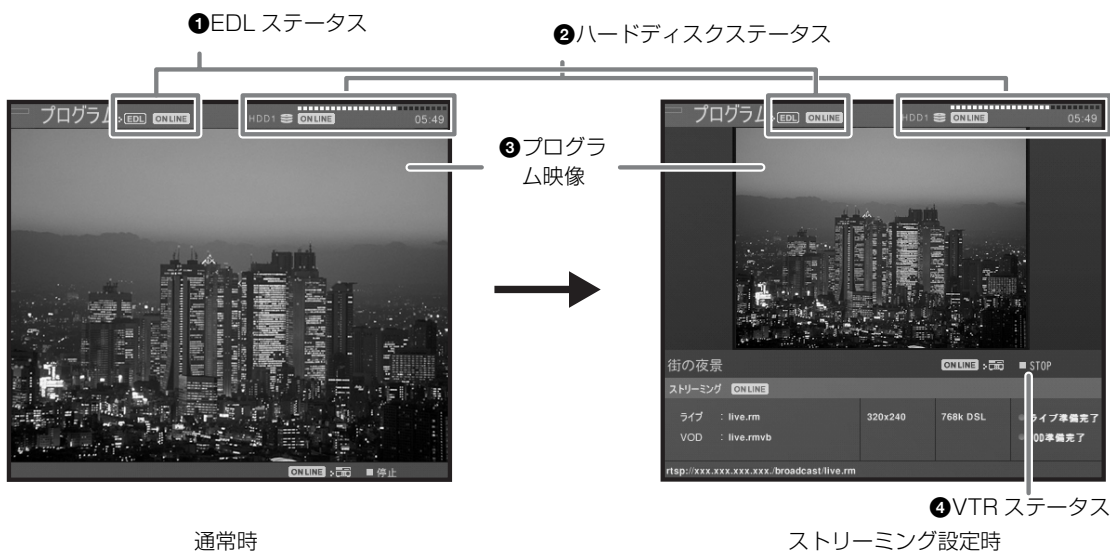 ❶EDL ステータス
❷ハードディスクステータス
プログラム
EDL ONLINE
HDD1 ONLINE 05:49
❸プログラ
ム映像
プログラム
EDL ONLINE
HDD1 ONLINE 05:49
ONLINE 停止
街の夜景 ONLINE STOP
ストリーミング ONLINE
ライブ : live.rm 320x240 768k DSL ライブ準備完了
VOD : live.rmvb OD準備完了
rtsp://xxx.xxx.xxx.xxx./broadcast/live.rm
❹VTR ステータス
通常時
ストリーミング設定時